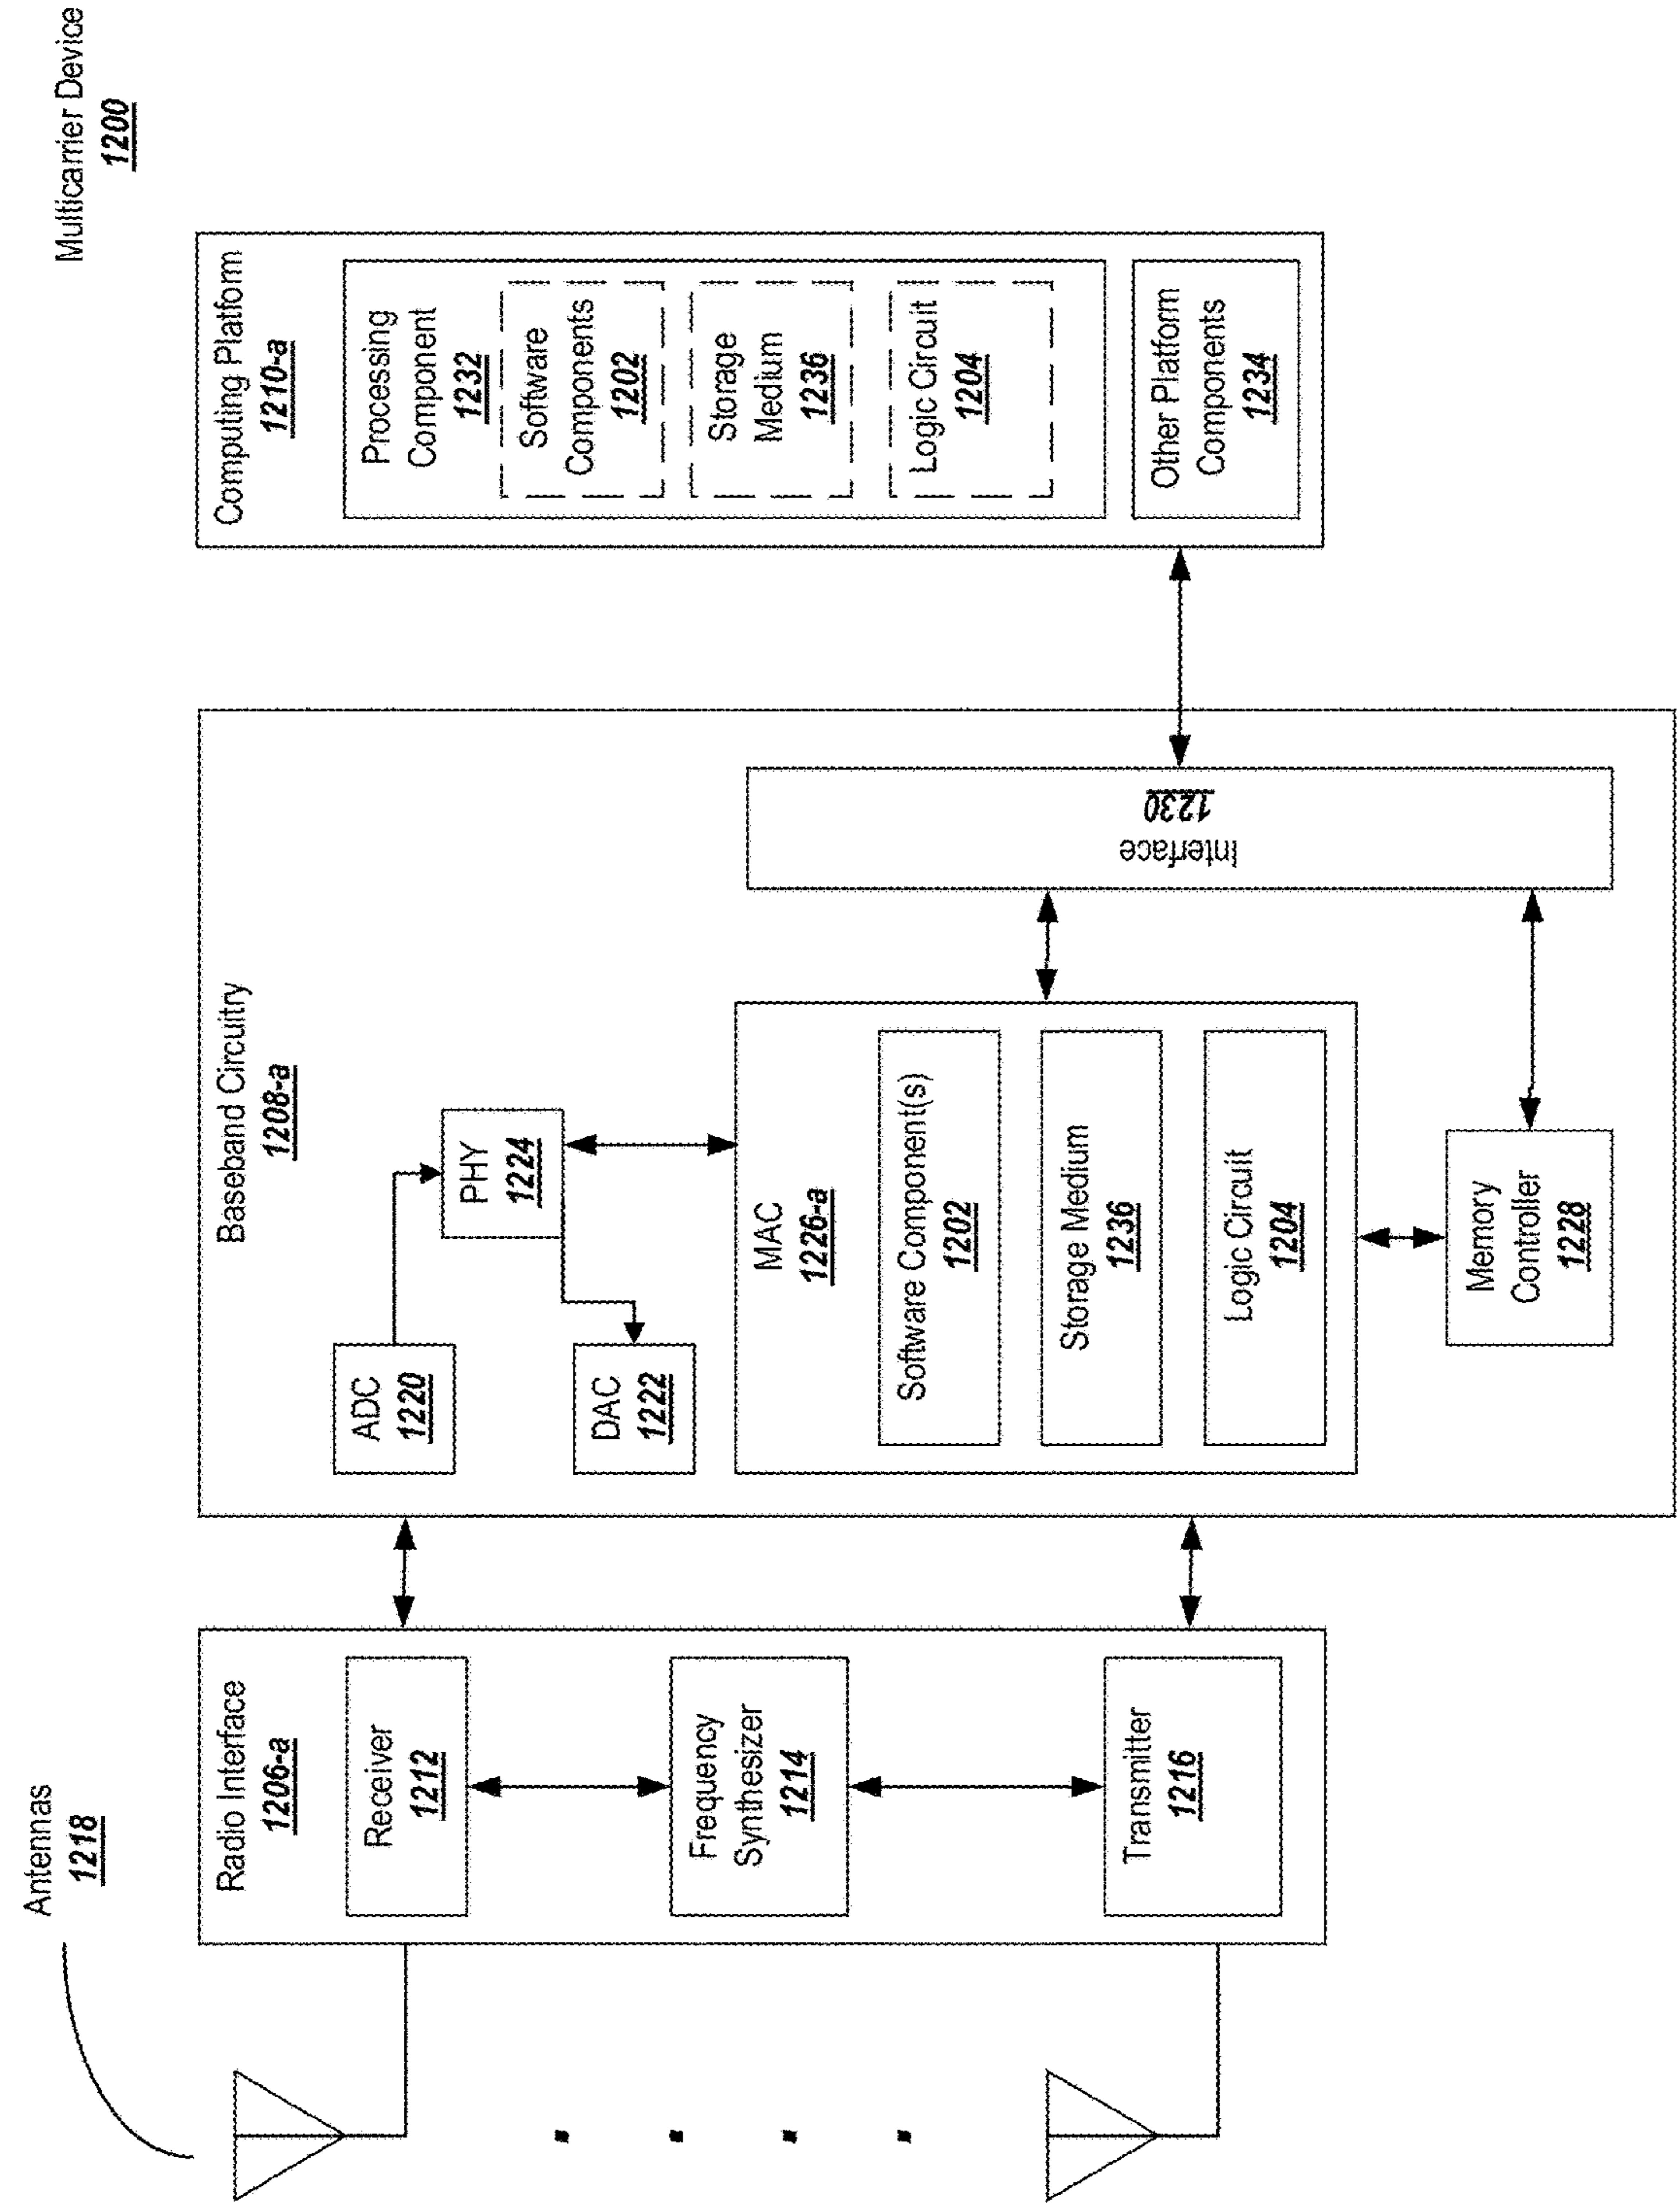 Multicarrier Device
1200
Antennas
1218
Radio Interface
1206-a
Receiver
1212
Frequency
Synthesizer
1214
Transmitter
1216
Baseband Circuitry
1208-a
ADC
1220
PHY
1224
DAC
1222
MAC
1226-a
Software Component(s)
1202
Storage Medium
1236
Logic Circuit
1204
Memory
Controller
1228
Interface
1230
Computing Platform
1210-a
Processing
Component
1232
Software
Components
1202
Storage
Medium
1236
Logic Circuit
1204
Other Platform
Components
1234